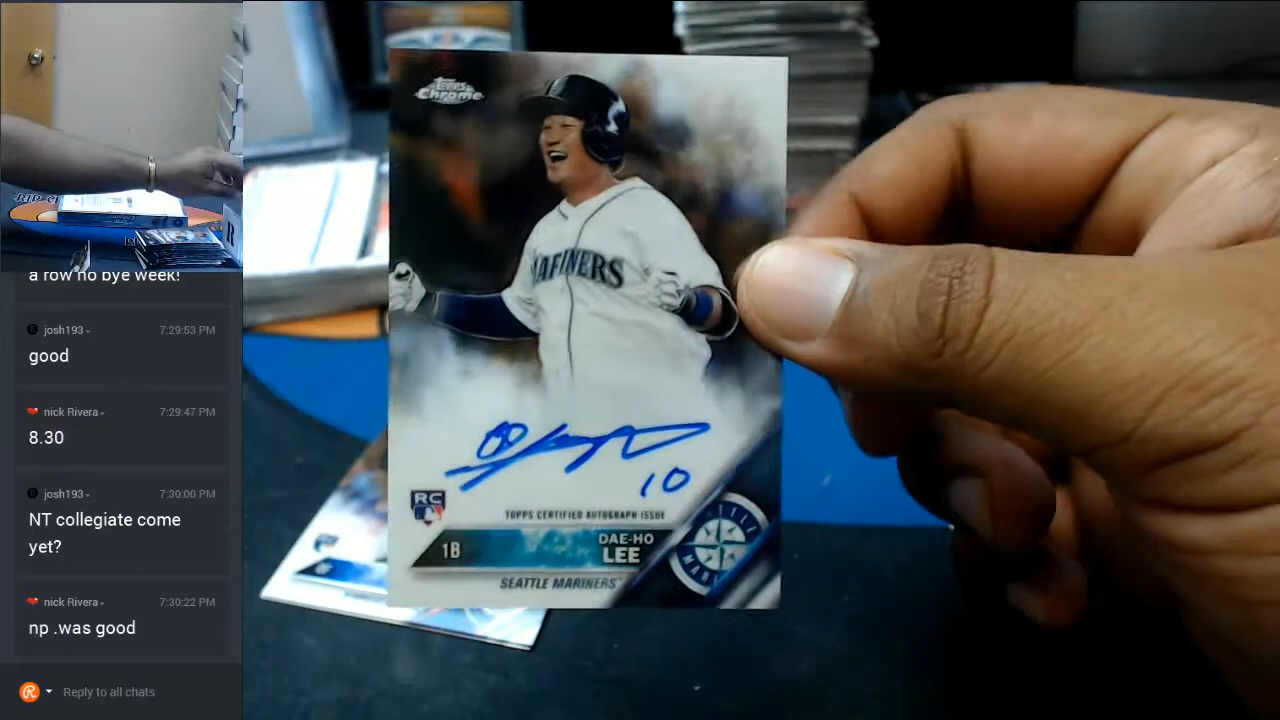 RIP C
R
a row no bye week!
josh193
7:29:53 PM
good
nick Rivera
7:29:47 PM
8.30
josh193
7:30:00 PM
NT collegiate come
yet?
nick Rivera
7:30:22 PM
np .was good
Reply to all chats
Topps
Chrome
MARINERS
10
RC
TOPPS CERTIFIED AUTOGRAPH ISSUE
1B
DAE-HO
LEE
SEATTLE MARINERS